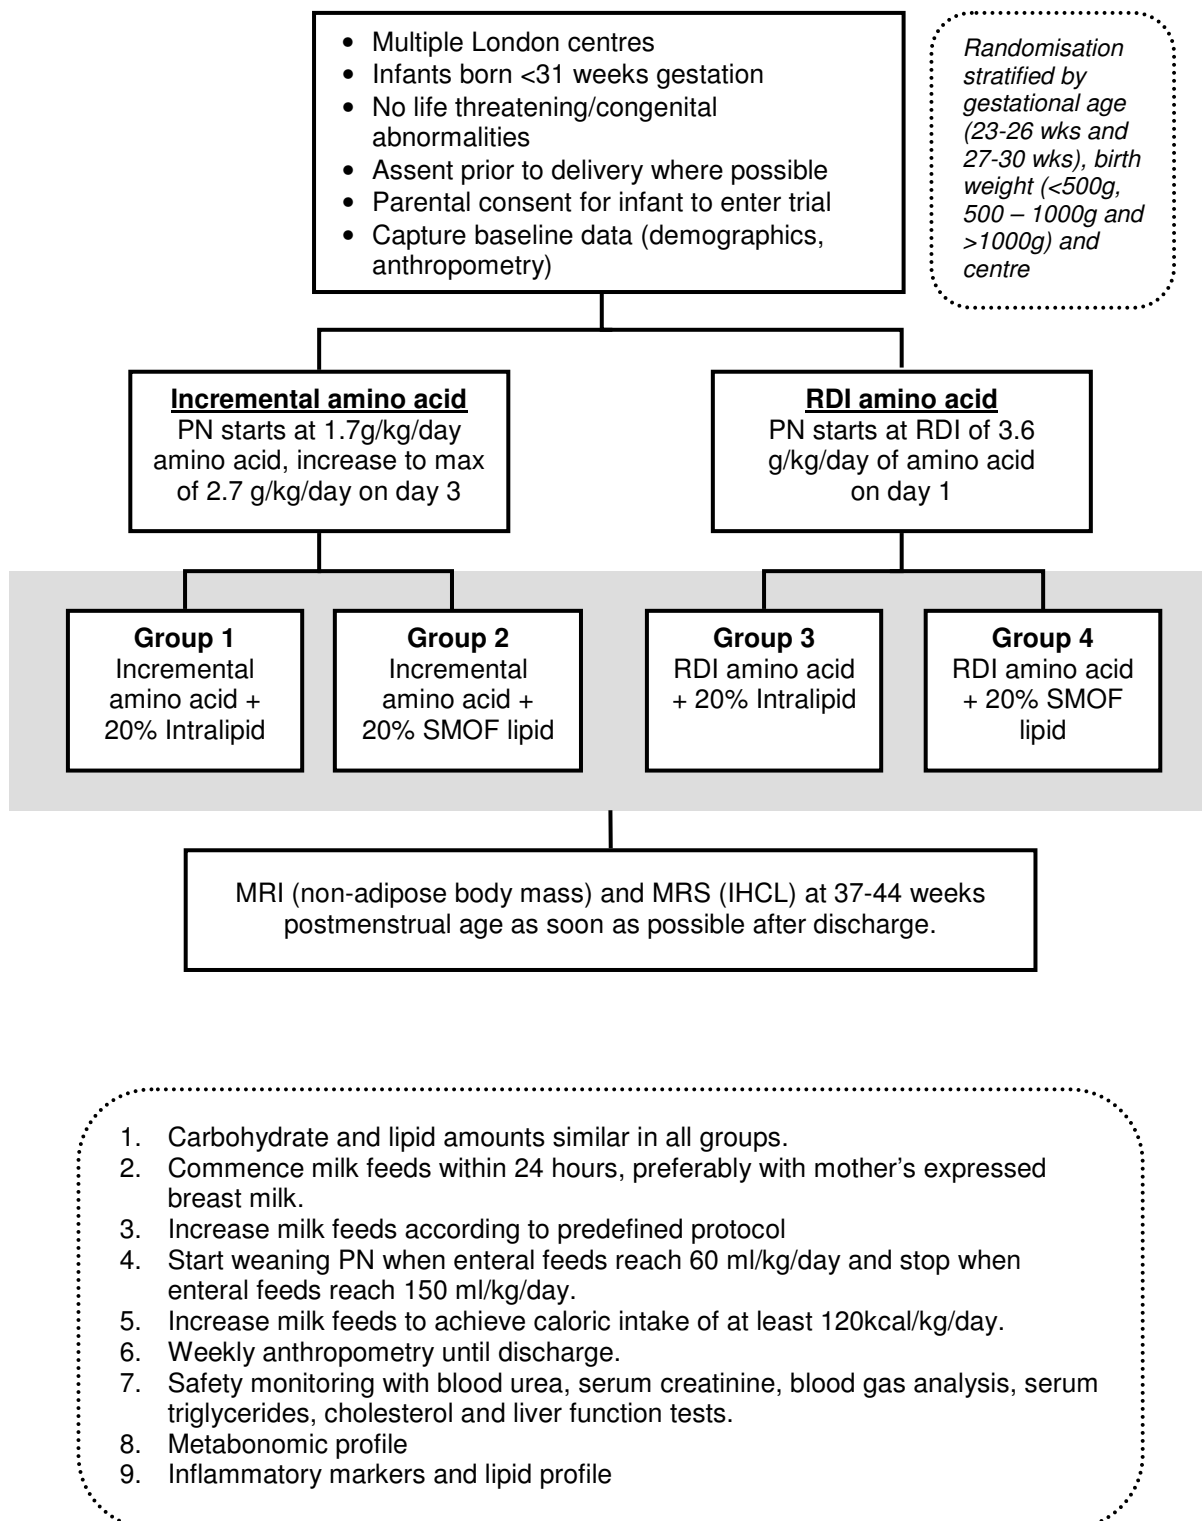 • Multiple London centres
• Infants born <31 weeks gestation
• No life threatening/congenital
abnormalities
• Assent prior to delivery where possible
• Parental consent for infant to enter trial
• Capture baseline data (demographics,
anthropometry)
Randomisation
stratified by
gestational age
(23-26 wks and
27-30 wks), birth
weight (<500g,
500 – 1000g and
>1000g) and
centre
Incremental amino acid
PN starts at 1.7g/kg/day
amino acid, increase to max
of 2.7 g/kg/day on day 3
RDI amino acid
PN starts at RDI of 3.6
g/kg/day of amino acid
on day 1
Group 1
Incremental
amino acid +
20% Intralipid
Group 2
Incremental
amino acid +
20% SMOF lipid
Group 3
RDI amino acid
+ 20% Intralipid
Group 4
RDI amino acid
+ 20% SMOF
lipid
MRI (non-adipose body mass) and MRS (IHCL) at 37-44 weeks
postmenstrual age as soon as possible after discharge.
1. Carbohydrate and lipid amounts similar in all groups.
2. Commence milk feeds within 24 hours, preferably with mother’s expressed
breast milk.
3. Increase milk feeds according to predefined protocol
4. Start weaning PN when enteral feeds reach 60 ml/kg/day and stop when
enteral feeds reach 150 ml/kg/day.
5. Increase milk feeds to achieve caloric intake of at least 120kcal/kg/day.
6. Weekly anthropometry until discharge.
7. Safety monitoring with blood urea, serum creatinine, blood gas analysis, serum
triglycerides, cholesterol and liver function tests.
8. Metabonomic profile
9. Inflammatory markers and lipid profile